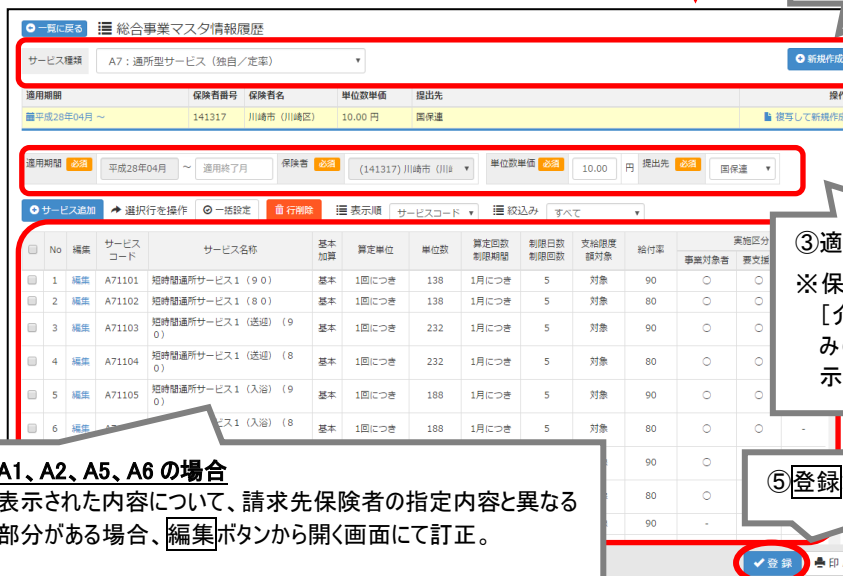 一覧に戻る 総合事業マスタ情報履歴
サービス種類 A7：通所型サービス（独自／定率） 新規作成
適用期間 保険者番号 保険者名 単位数単価 提出先 操
平成28年04月 ～ 141317 川崎市（川崎区） 10.00 円 国保連 複写して新規作成
適用期間 必須 平成28年04月 ～ 適用終了月 保険者 必須 (141317) 川崎市（川 単位数単価 必須 10.00 円 提出先 必須 国保連
サービス追加 選択行を操作 一括設定 行削除 表示順 サービスコード 絞込み すべて
No 編集 サービスコード サービス名称 基本加算 算定単位 単位数 算定回数制限期間 制限日数制限回数 支給限度額対象 給付率 実施区分
事業対象者 要支援
1 編集 A71101 短時間通所サービス１（９０） 基本 1回につき 138 1月につき 5 対象 90 〇 〇
2 編集 A71102 短時間通所サービス１（８０） 基本 1回につき 138 1月につき 5 対象 80 〇 〇
3 編集 A71103 短時間通所サービス１（送迎）（９０） 基本 1回につき 232 1月につき 5 対象 90 〇 〇
4 編集 A71104 短時間通所サービス１（送迎）（８０） 基本 1回につき 232 1月につき 5 対象 80 〇 〇
5 編集 A71105 短時間通所サービス１（入浴）（９０） 基本 1回につき 188 1月につき 5 対象 90 〇 〇
6 編集 ービス１（入浴）（８ 基本 1回につき 188 1月につき 5 対象 80 〇 〇 -
90 〇
80 〇
90 -
③適
※保
［介
み
示
A1、A2、A5、A6 の場合
表示された内容について、請求先保険者の指定内容と異なる
部分がある場合、編集ボタンから開く画面にて訂正。
⑤登録
登 録 印